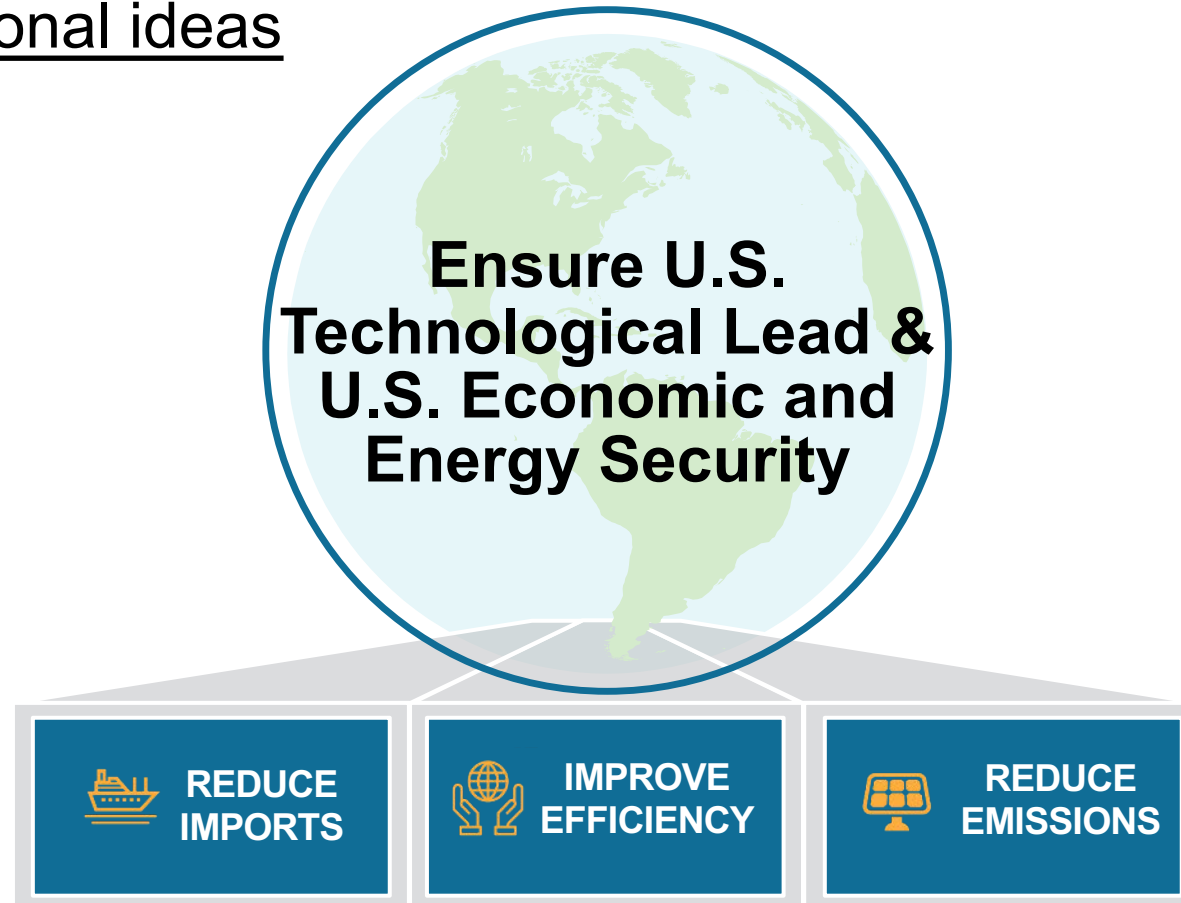 onal ideas
Ensure U.S.
Technological Lead &
U.S. Economic and
Energy Security
REDUCE
IMPORTS
IMPROVE
EFFICIENCY
REDUCE
EMISSIONS